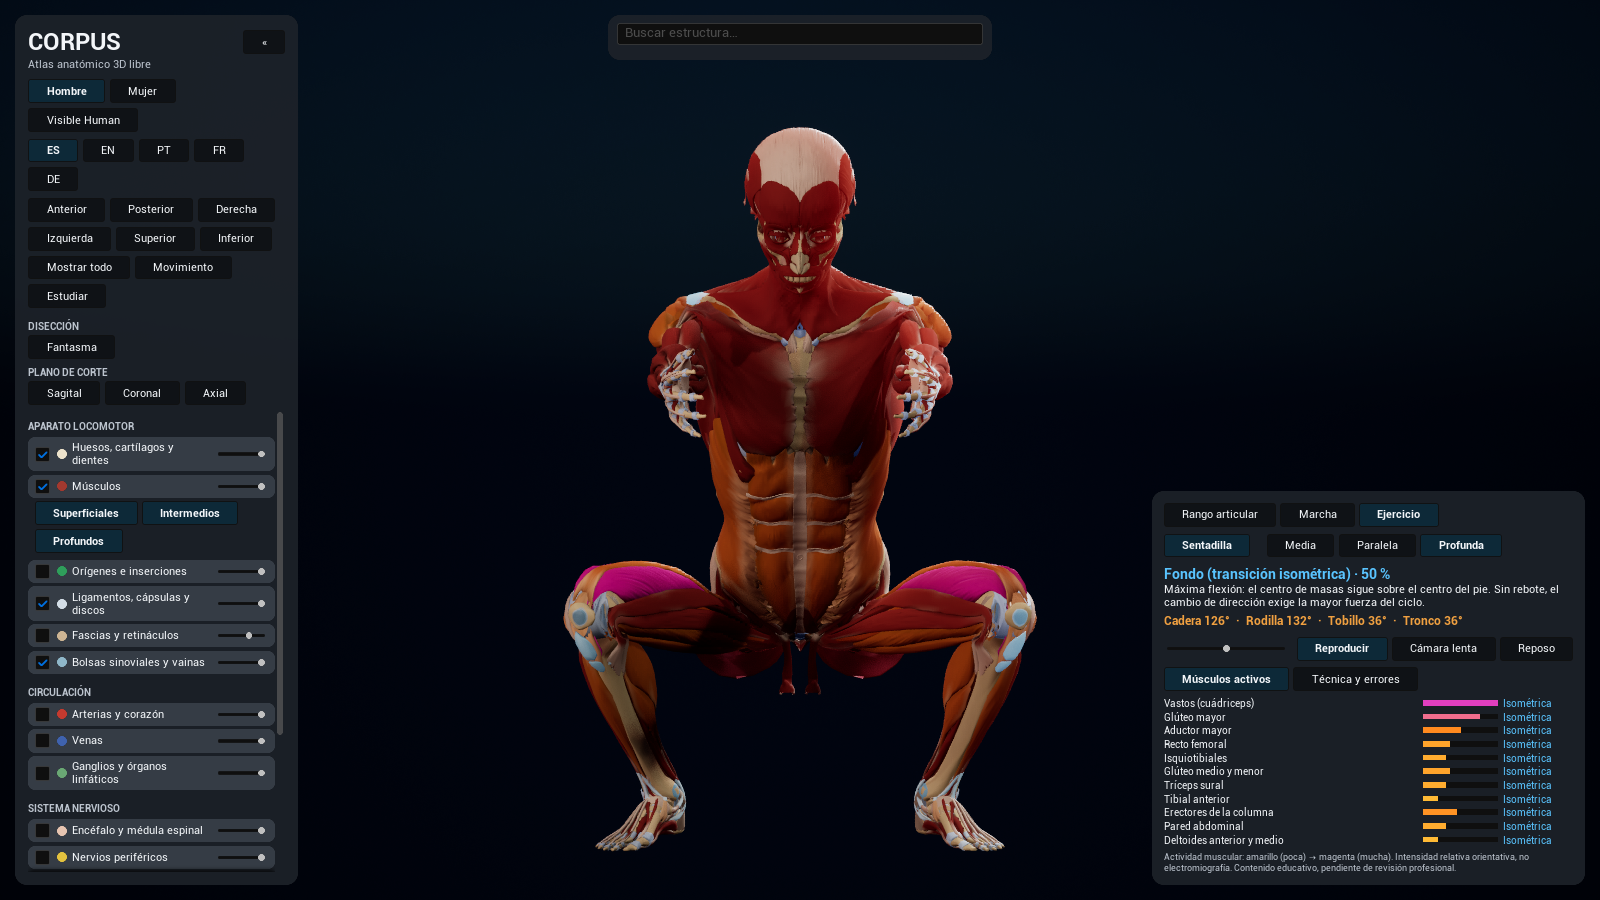 CORPUS
«
Atlas anatómico 3D libre
Hombre
Mujer
Visible Human
ES
EN
PT
FR
DE
Anterior
Posterior
Derecha
Izquierda
Superior
Inferior
Mostrar todo
Movimiento
Estudiar
DISECCIÓN
Fantasma
PLANO DE CORTE
Sagital
Coronal
Axial
APARATO LOCOMOTOR
Huesos, cartílagos y
dientes
Músculos
Superficiales
Intermedios
Profundos
Orígenes e inserciones
Ligamentos, cápsulas y
discos
Fascias y retináculos
Bolsas sinoviales y vainas
CIRCULACIÓN
Arterias y corazón
Venas
Ganglios y órganos
linfáticos
SISTEMA NERVIOSO
Encéfalo y médula espinal
Nervios periféricos
Buscar estructura...
Rango articular
Marcha
Ejercicio
Sentadilla
Media
Paralela
Profunda
Fondo (transición isométrica) · 50 %
Máxima flexión: el centro de masas sigue sobre el centro del pie. Sin rebote, el
cambio de dirección exige la mayor fuerza del ciclo.
Cadera 126° · Rodilla 132° · Tobillo 36° · Tronco 36°
Reproducir
Cámara lenta
Reposo
Músculos activos
Técnica y errores
Vastos (cuádriceps) Isométrica
Glúteo mayor Isométrica
Aductor mayor Isométrica
Recto femoral Isométrica
Isquiotibiales Isométrica
Glúteo medio y menor Isométrica
Tríceps sural Isométrica
Tibial anterior Isométrica
Erectores de la columna Isométrica
Pared abdominal Isométrica
Deltoides anterior y medio Isométrica
Actividad muscular: amarillo (poca) → magenta (mucha). Intensidad relativa orientativa, no
electromiografía. Contenido educativo, pendiente de revisión profesional.